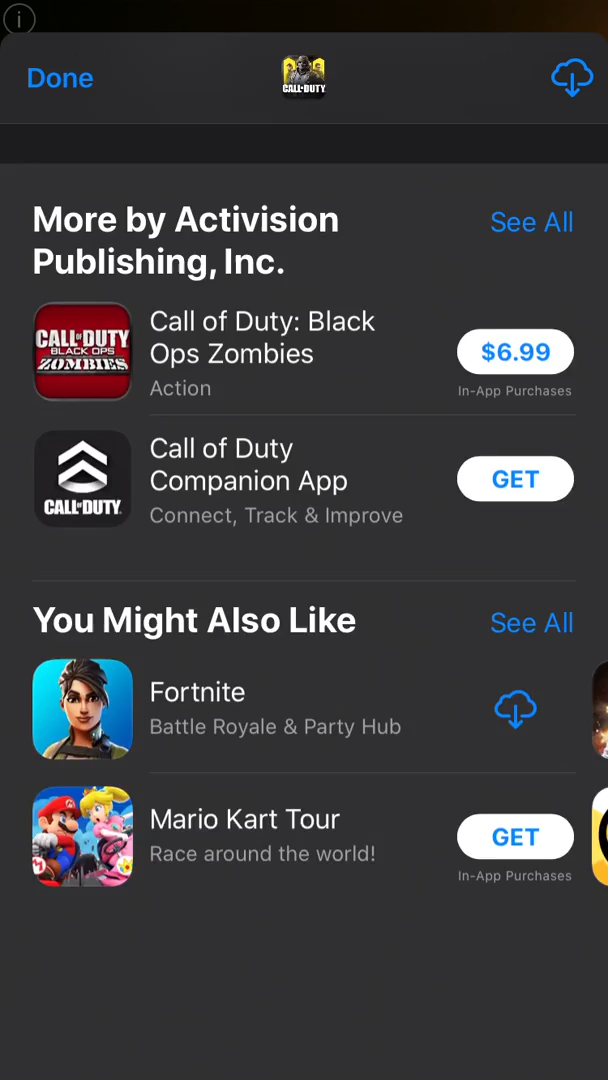 i
Done
CALL OF DUTY
More by Activision
Publishing, Inc.
See All
CALL OF DUTY
BLACK OPS
ZOMBIES
Call of Duty: Black
Ops Zombies
Action
$6.99
In-App Purchases
CALL OF DUTY
Call of Duty
Companion App
Connect, Track & Improve
GET
You Might Also Like
See All
Fortnite
Battle Royale & Party Hub
M
Mario Kart Tour
Race around the world!
GET
In-App Purchases